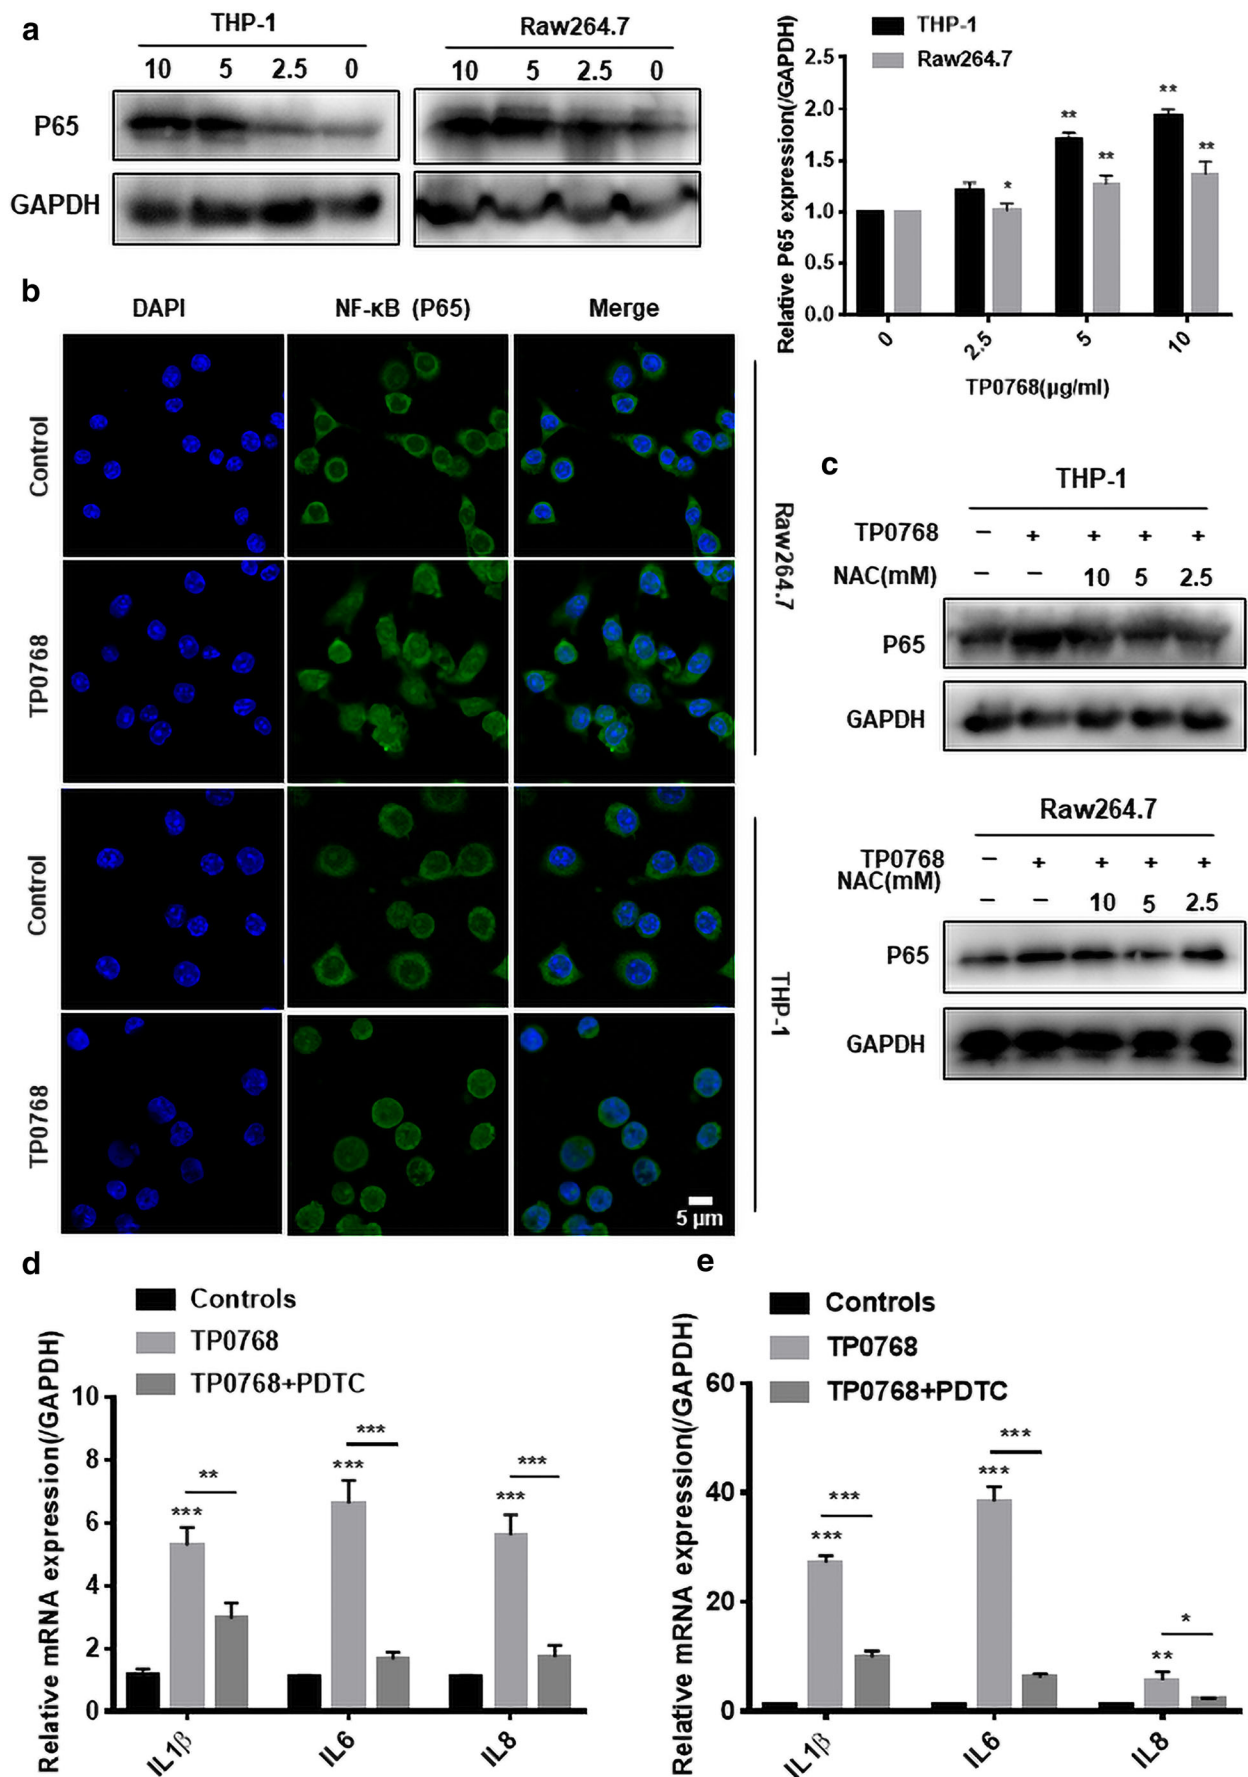 a
THP-1
10 5 2.5 0
Raw264.7
10 5 2.5 0
P65
GAPDH
THP-1
Raw264.7
Relative P65 expression(/GAPDH)
2.5
2.0
1.5
1.0
0.5
0.0
** 
**
*
**
**
0 2.5 5 10
TP0768(µg/ml)
b
DAPI NF-κB (P65) Merge
Control
TP0768
Control
TP0768
Raw264.7
THP-1
5 µm
c
THP-1
TP0768 − + + + +
NAC(mM) − − 10 5 2.5
P65
GAPDH
Raw264.7
TP0768 − + + + +
NAC(mM) − − 10 5 2.5
P65
GAPDH
d
Controls
TP0768
TP0768+PDTC
Relative mRNA expression(/GAPDH)
10
8
6
4
2
0
***
**
***
***
***
***
IL1β IL6 IL8
e
Controls
TP0768
TP0768+PDTC
Relative mRNA expression(/GAPDH)
60
40
20
0
***
***
***
***
*
**
IL1β IL6 IL8